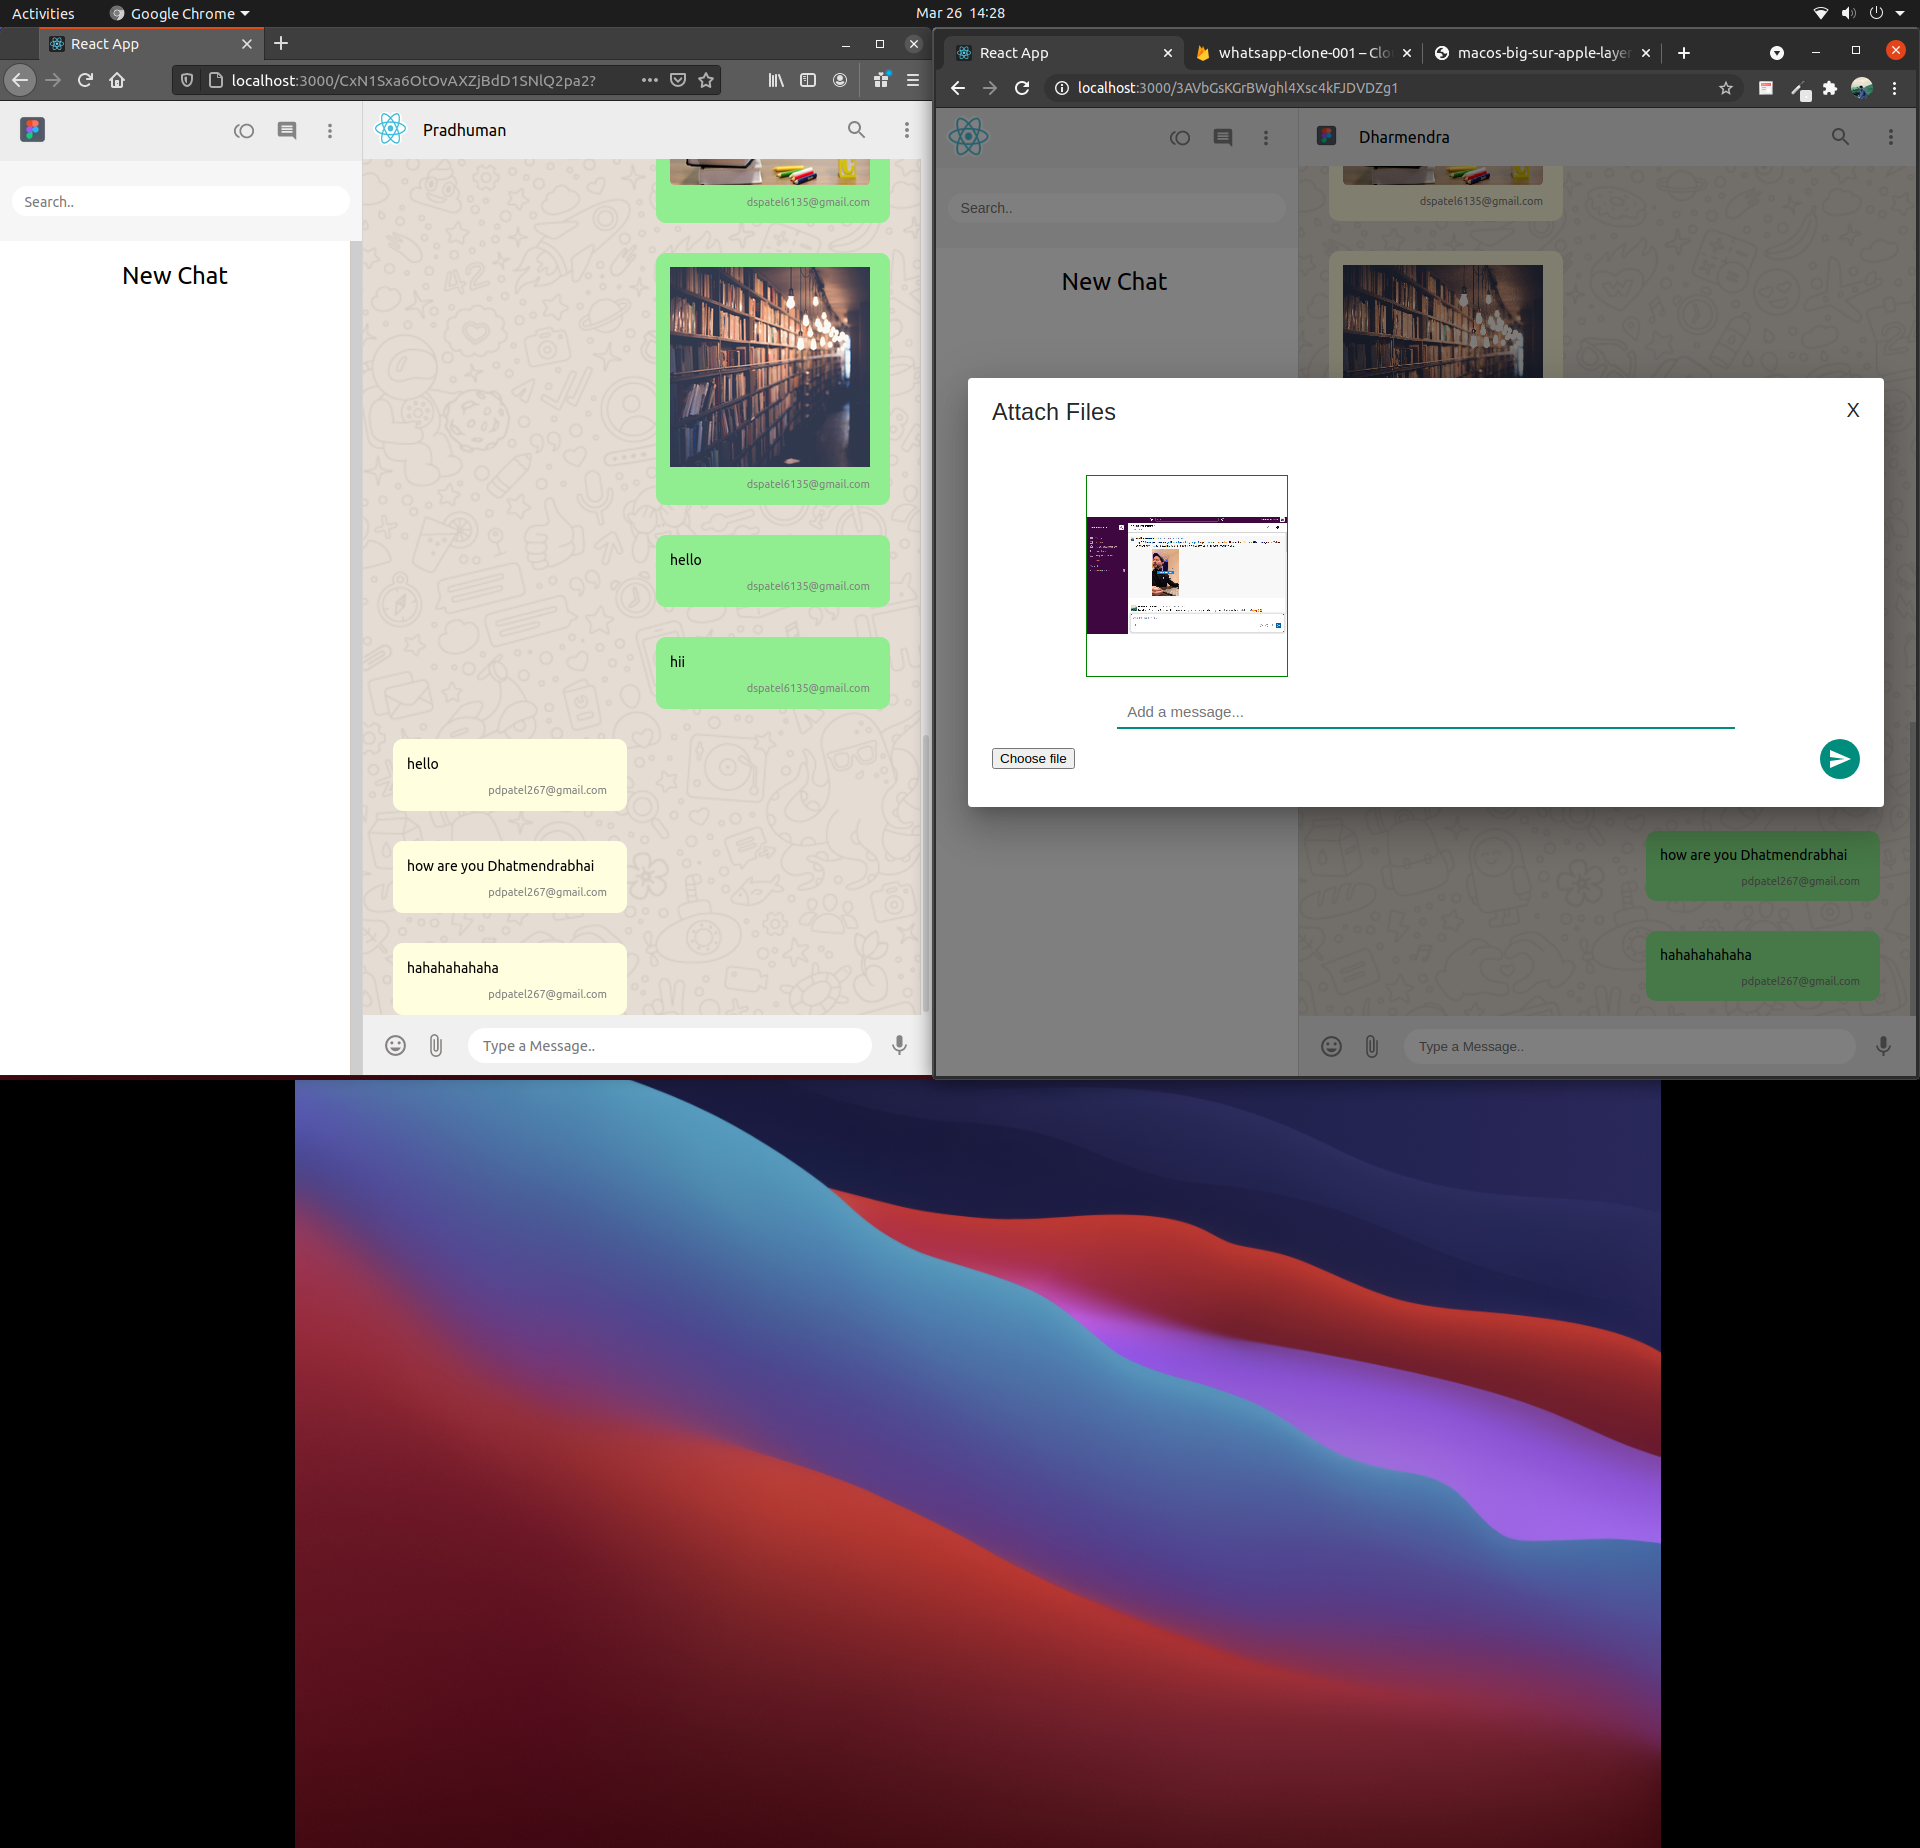 Activities
Google Chrome
Mar 26 14:28
React App
localhost:3000/CxN1Sxa6OtOvAXZjBdD1SNlQ2pa2?
Search..
New Chat
Pradhuman
dspatel6135@gmail.com
dspatel6135@gmail.com
hello
dspatel6135@gmail.com
hii
dspatel6135@gmail.com
hello
pdpatel267@gmail.com
how are you Dhatmendrabhai
pdpatel267@gmail.com
hahahahahaha
pdpatel267@gmail.com
Type a Message..
React App
whatsapp-clone-001 – Clo
macos-big-sur-apple-layer
localhost:3000/3AVbGsKGrBWghl4Xsc4kFJDVDZg1
Search..
New Chat
Dharmendra
dspatel6135@gmail.com
Attach Files
X
Add a message...
Choose file
how are you Dhatmendrabhai
pdpatel267@gmail.com
hahahahahaha
pdpatel267@gmail.com
Type a Message..